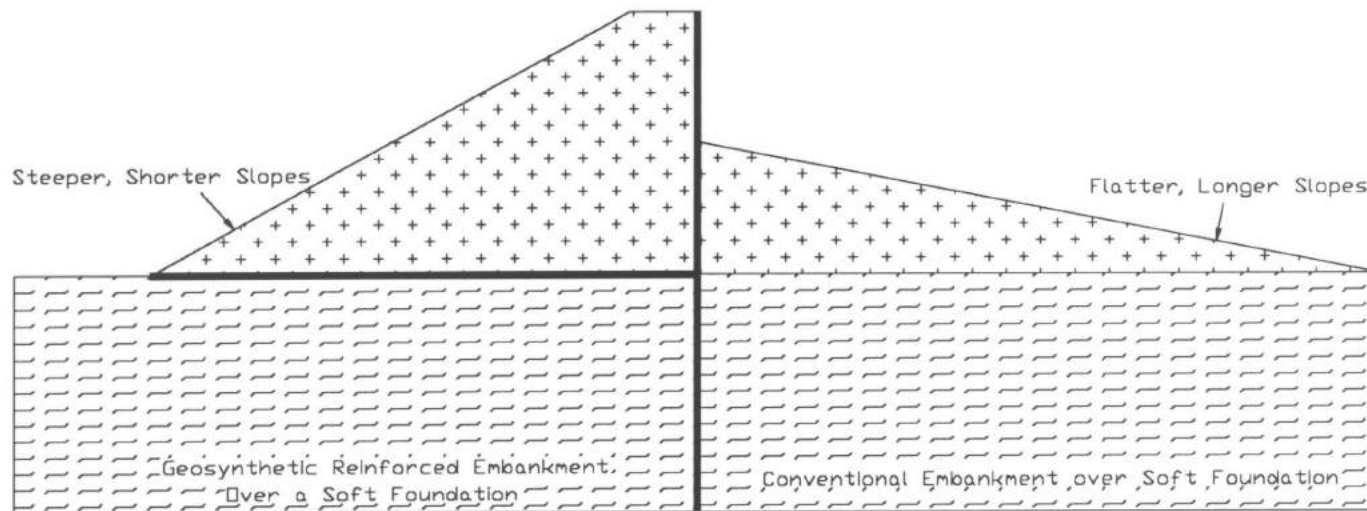 Steeper, Shorter Slopes
Flatter, Longer Slopes
Geosynthetic Reinforced Embankment
Over a Soft Foundation
Conventional Embankment over Soft Foundation